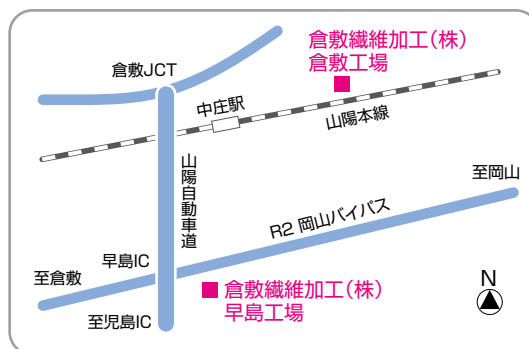 倉敷繊維加工(株)
倉敷工場
倉敷JCT
中庄駅
山陽本線
山陽自動車道
至岡山
R2 岡山バイパス
早島IC
至倉敷
倉敷繊維加工(株)
早島工場
至児島IC
N